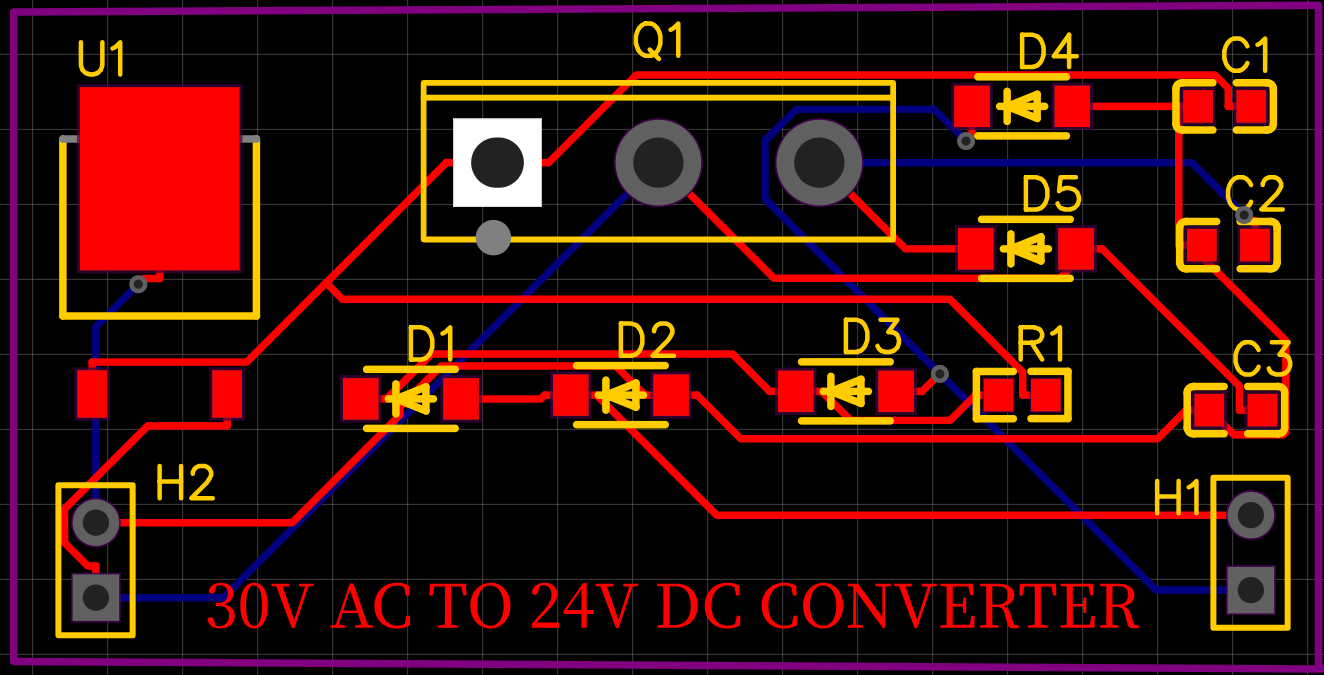 U1
Q1
D4
C1
D5
C2
D1
D2
D3
R1
C3
H2
H1
30V AC TO 24V DC CONVERTER